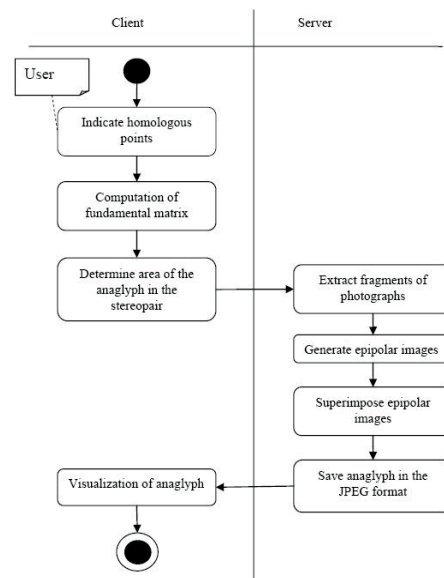 Client
Server
User
Indicate homologous
points
Computation of
fundamental matrix
Determine area of the
anaglyph in the
stereopair
Extract fragments of
photographs
Generate epipolar images
Superimpose epipolar
images
Save anaglyph in the
JPEG format
Visualization of anaglyph